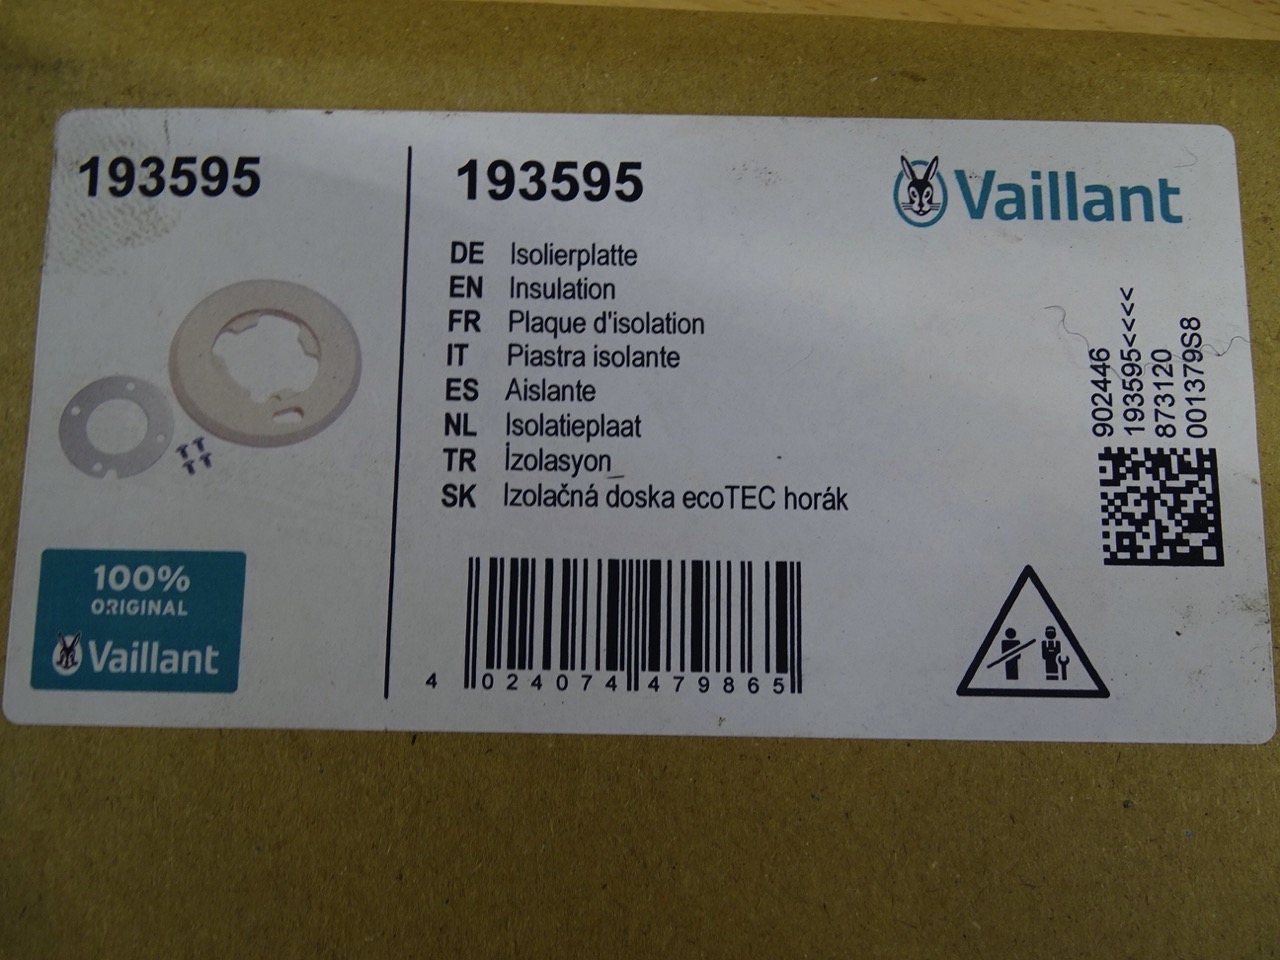 193595
100%
ORIGINAL
Vaillant
193595
Vaillant
DE Isolierplatte
EN Insulation
FR Plaque d'isolation
IT Piastra isolante
ES Aislante
NL Isolatieplaat
TR İzolasyon
SK Izolačná doska ecoTEC horák
4 024074 479865
902446
193595<<<<
873120
001379S8